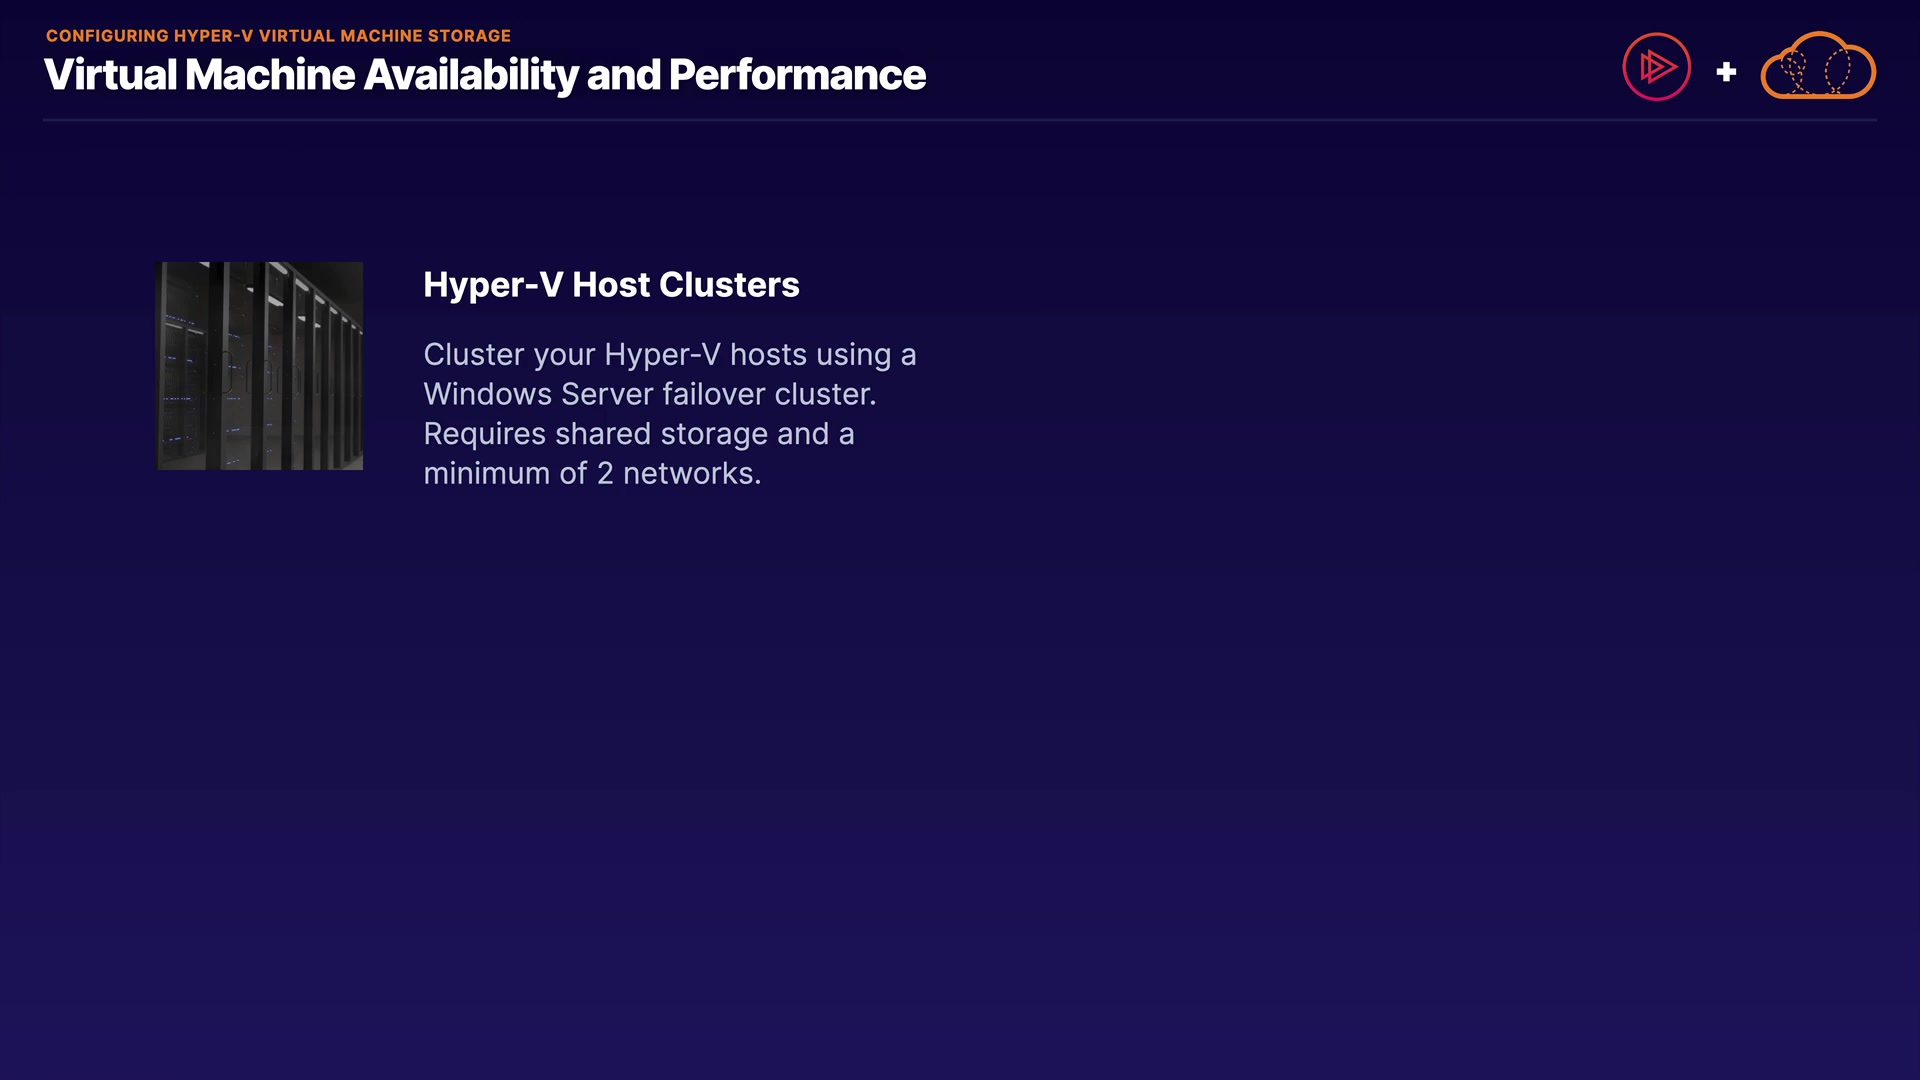 CONFIGURING HYPER-V VIRTUAL MACHINE STORAGE
Virtual Machine Availability and Performance
+
Hyper-V Host Clusters
Cluster your Hyper-V hosts using a
Windows Server failover cluster.
Requires shared storage and a
minimum of 2 networks.